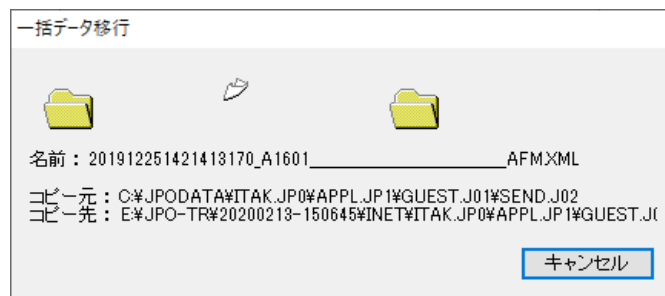 一括データ移行
名前： 201912251421413170_A1601____________________AFM.XML
コピー元： C:¥JPODATA¥ITAK.JP0¥APPL.JP1¥GUEST.J01¥SEND.J02
コピー先： E:¥JPO-TR¥20200213-150645¥INET¥ITAK.JP0¥APPL.JP1¥GUEST.J0
キャンセル